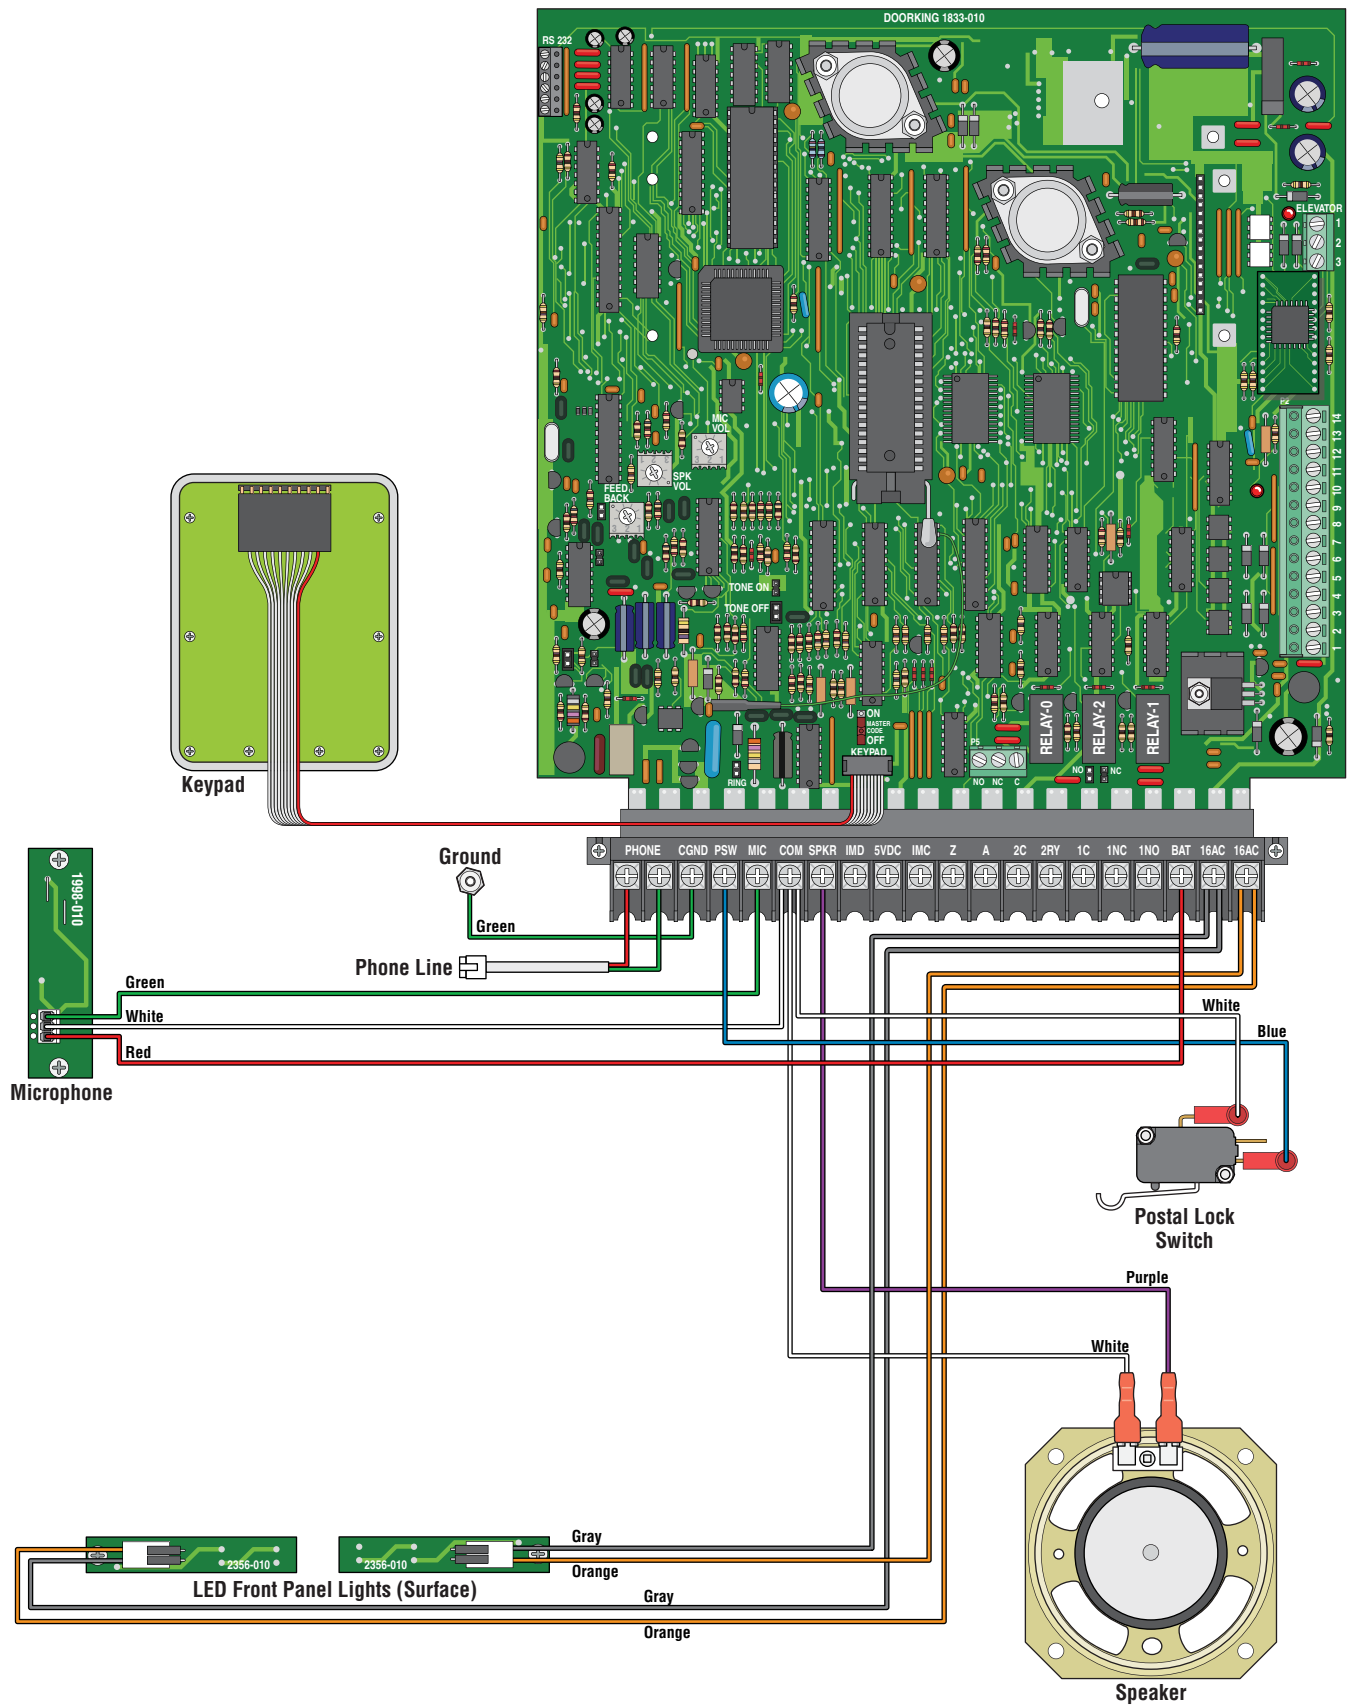 DOORKING 1833-010
RS 232
ELEVATOR
1
2
3
MIC
VOL
SPK
VOL
FEED
BACK
14
13
12
11
10
9
8
7
6
5
4
3
2
1
TONE ON
TONE OFF
ON
MASTER
CODE
OFF
KEYPAD
RING
P5
NO NC C
RELAY-0
RELAY-2
RELAY-1
NO
NC
Keypad
PHONE CGND PSW MIC COM SPKR IMD 5VDC IMC Z A 2C 2RY 1C 1NC 1NO BAT 16AC 16AC
Ground
Green
Phone Line
1998-010
Green
White
Red
Microphone
White
Blue
Postal Lock
Switch
Purple
White
Speaker
2356-010
2356-010
Gray
Orange
LED Front Panel Lights (Surface)
Gray
Orange